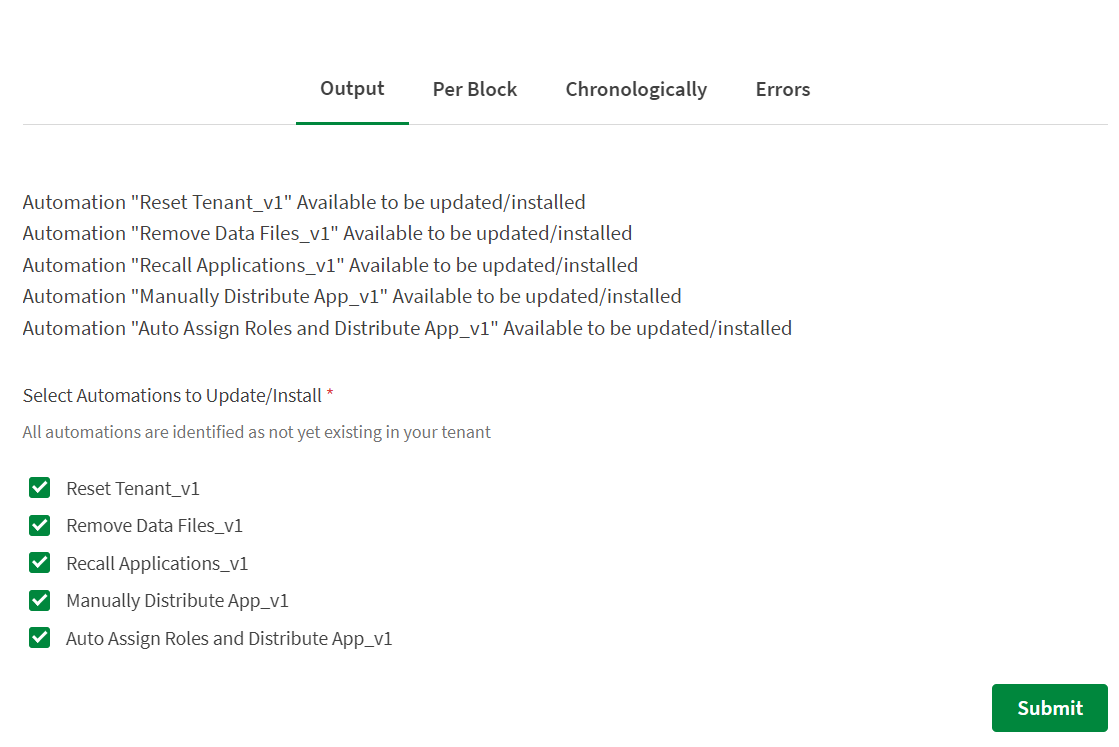 Output Per Block Chronologically Errors
Automation "Reset Tenant_v1" Available to be updated/installed
Automation "Remove Data Files_v1" Available to be updated/installed
Automation "Recall Applications_v1" Available to be updated/installed
Automation "Manually Distribute App_v1" Available to be updated/installed
Automation "Auto Assign Roles and Distribute App_v1" Available to be updated/installed
Select Automations to Update/Install *
All automations are identified as not yet existing in your tenant
Reset Tenant_v1
Remove Data Files_v1
Recall Applications_v1
Manually Distribute App_v1
Auto Assign Roles and Distribute App_v1
Submit